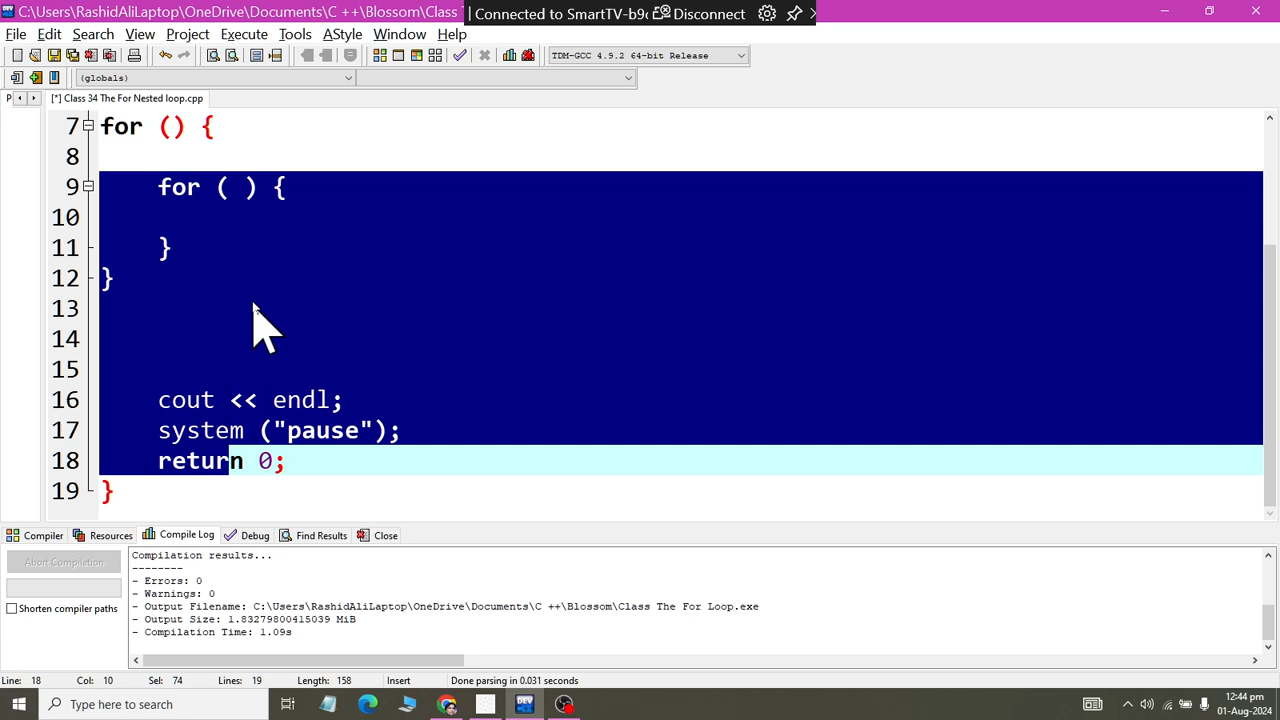 C:\Users\RashidAliLaptop\OneDrive\Documents\C ++\Blossom\Class
Connected to SmartTV-b9 Disconnect
File Edit Search View Project Execute Tools AStyle Window Help
TDM-GCC 4.9.2 64-bit Release
(globals)
P [*] Class 34 The For Nested loop.cpp
7 for () {
8
9 for ( ) {
10
11 }
12 }
13
14
15
16 cout << endl;
17 system ("pause");
18 return 0;
19 }
Compiler Resources Compile Log Debug Find Results Close
Compilation results...
--------
- Errors: 0
- Warnings: 0
- Output Filename: C:\Users\RashidAliLaptop\OneDrive\Documents\C ++\Blossom\Class The For Loop.exe
- Output Size: 1.83279800415039 MiB
- Compilation Time: 1.09s
Abort Compilation
Shorten compiler paths
Line: 18 Col: 10 Sel: 74 Lines: 19 Length: 158 Insert Done parsing in 0.031 seconds
Type here to search
DEV
12:44 pm
01-Aug-2024